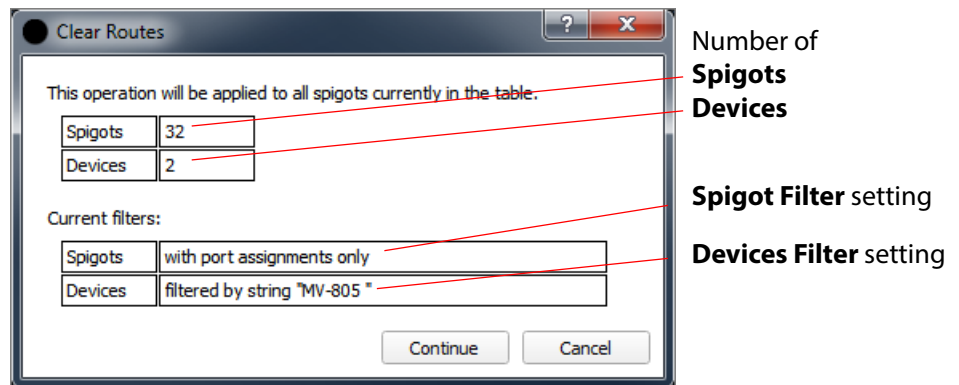 Clear Routes
?
X
This operation will be applied to all spigots currently in the table.
Spigots 32
Devices 2
Current filters:
Spigots with port assignments only
Devices filtered by string "MV-805 "
Continue Cancel
Number of
Spigots
Devices
Spigot Filter setting
Devices Filter setting